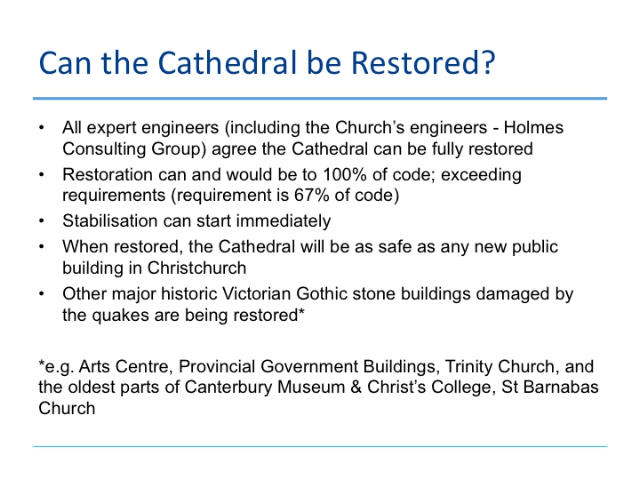 Can the Cathedral be Restored?
• All expert engineers (including the Church’s engineers - Holmes
Consulting Group) agree the Cathedral can be fully restored
• Restoration can and would be to 100% of code; exceeding
requirements (requirement is 67% of code)
• Stabilisation can start immediately
• When restored, the Cathedral will be as safe as any new public
building in Christchurch
• Other major historic Victorian Gothic stone buildings damaged by
the quakes are being restored*
*e.g. Arts Centre, Provincial Government Buildings, Trinity Church, and
the oldest parts of Canterbury Museum & Christ’s College, St Barnabas
Church